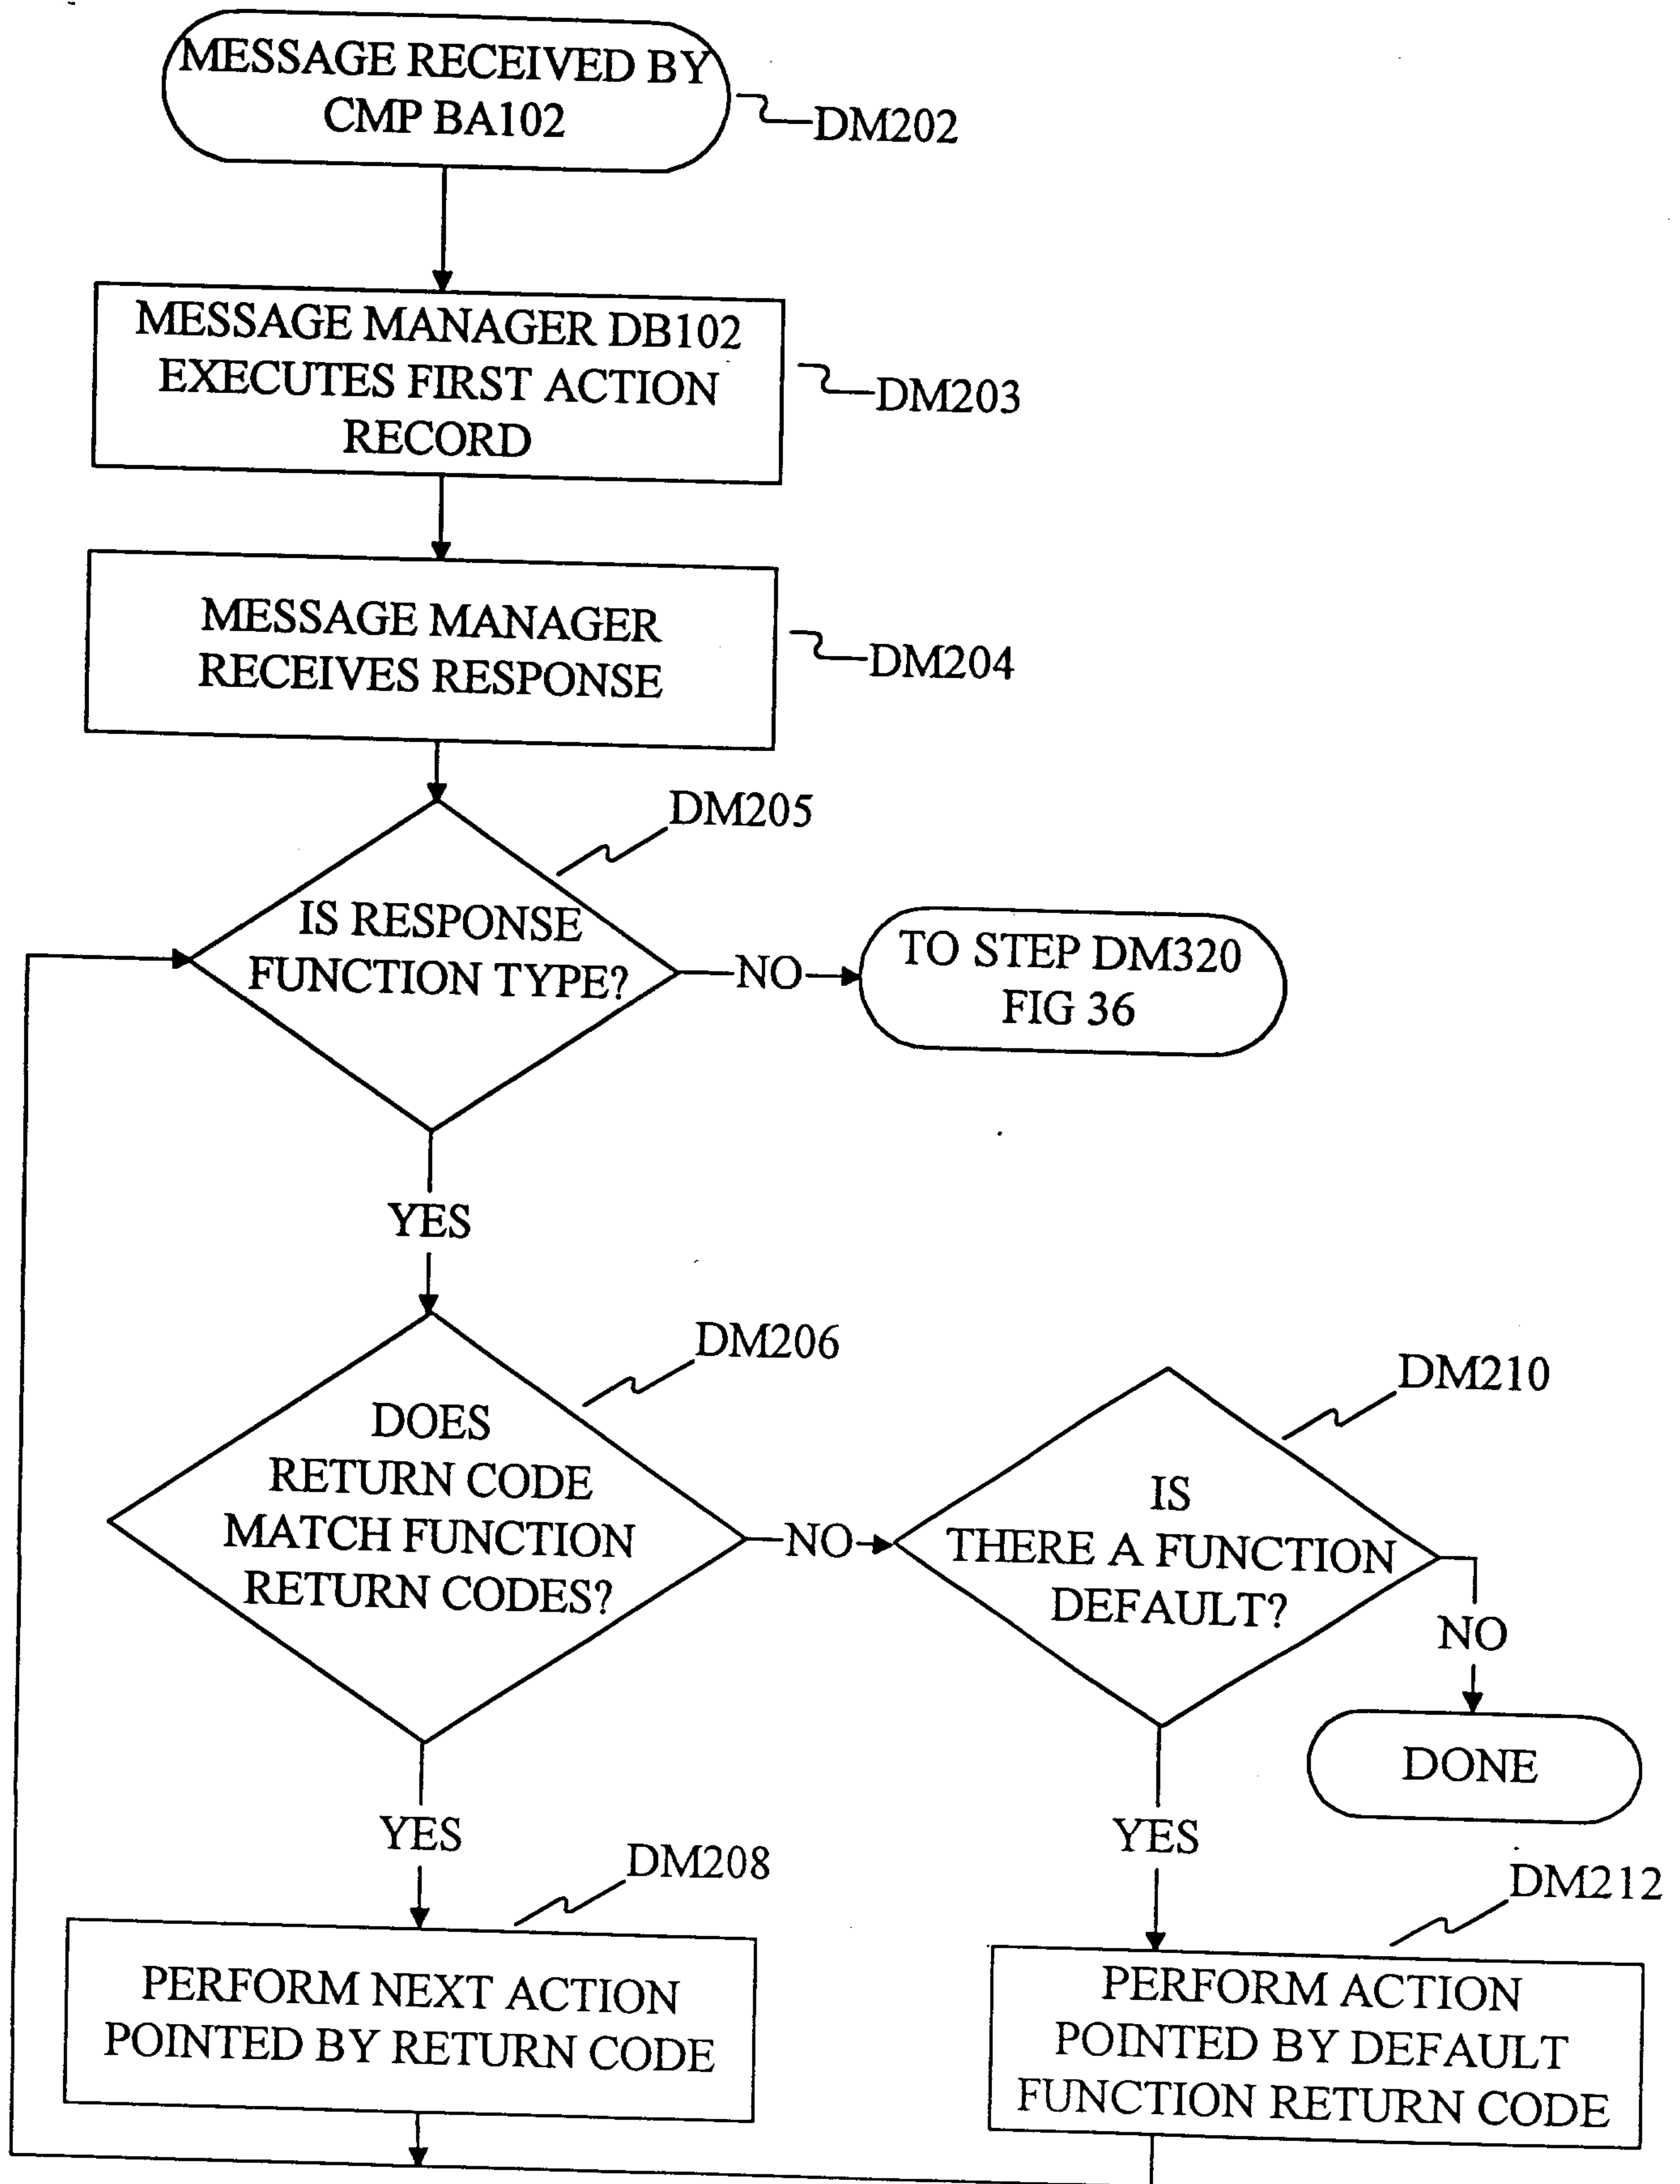 MESSAGE RECEIVED BY
CMP BA102
DM202
MESSAGE MANAGER DB102
EXECUTES FIRST ACTION
RECORD
DM203
MESSAGE MANAGER
RECEIVES RESPONSE
DM204
DM205
IS RESPONSE
FUNCTION TYPE?
NO
TO STEP DM320
FIG 36
YES
DM206
DOES
RETURN CODE
MATCH FUNCTION
RETURN CODES?
NO
DM210
IS
THERE A FUNCTION
DEFAULT?
NO
DONE
YES
YES
DM208
DM212
PERFORM NEXT ACTION
POINTED BY RETURN CODE
PERFORM ACTION
POINTED BY DEFAULT
FUNCTION RETURN CODE